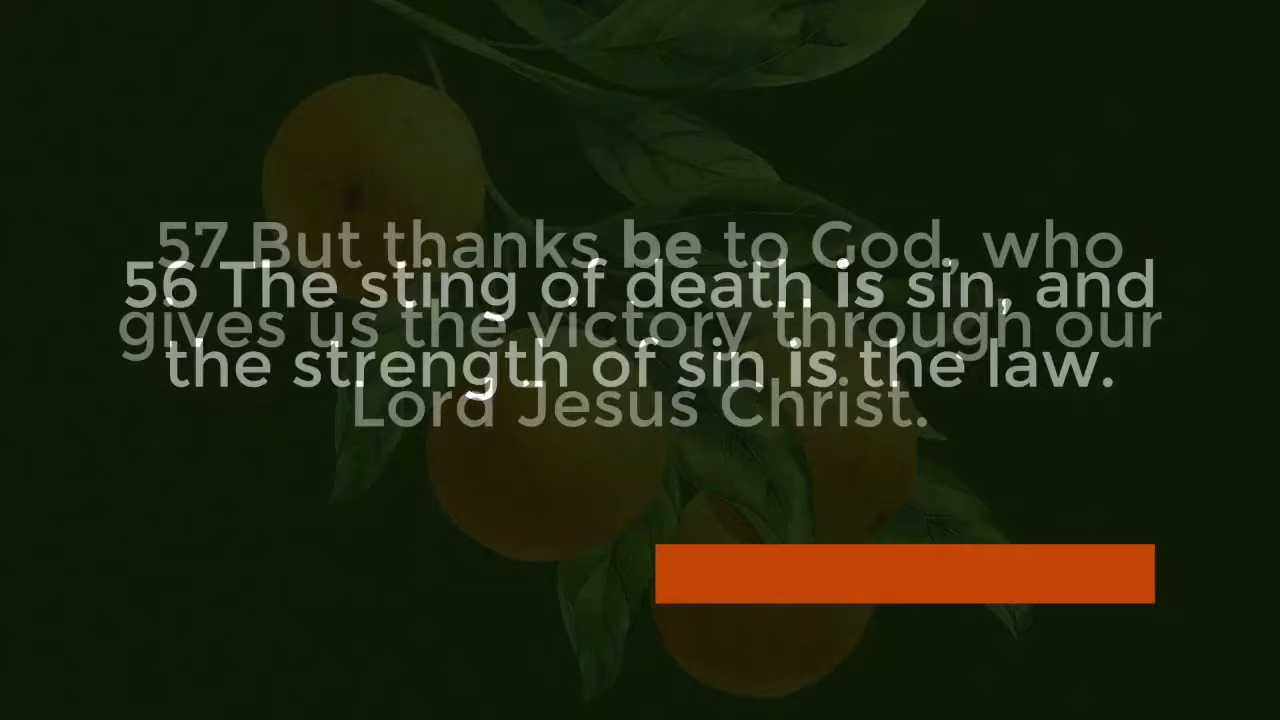 57 But thanks be to God, who
gives us the victory through our
Lord Jesus Christ.
56 The sting of death is sin, and
the strength of sin is the law.